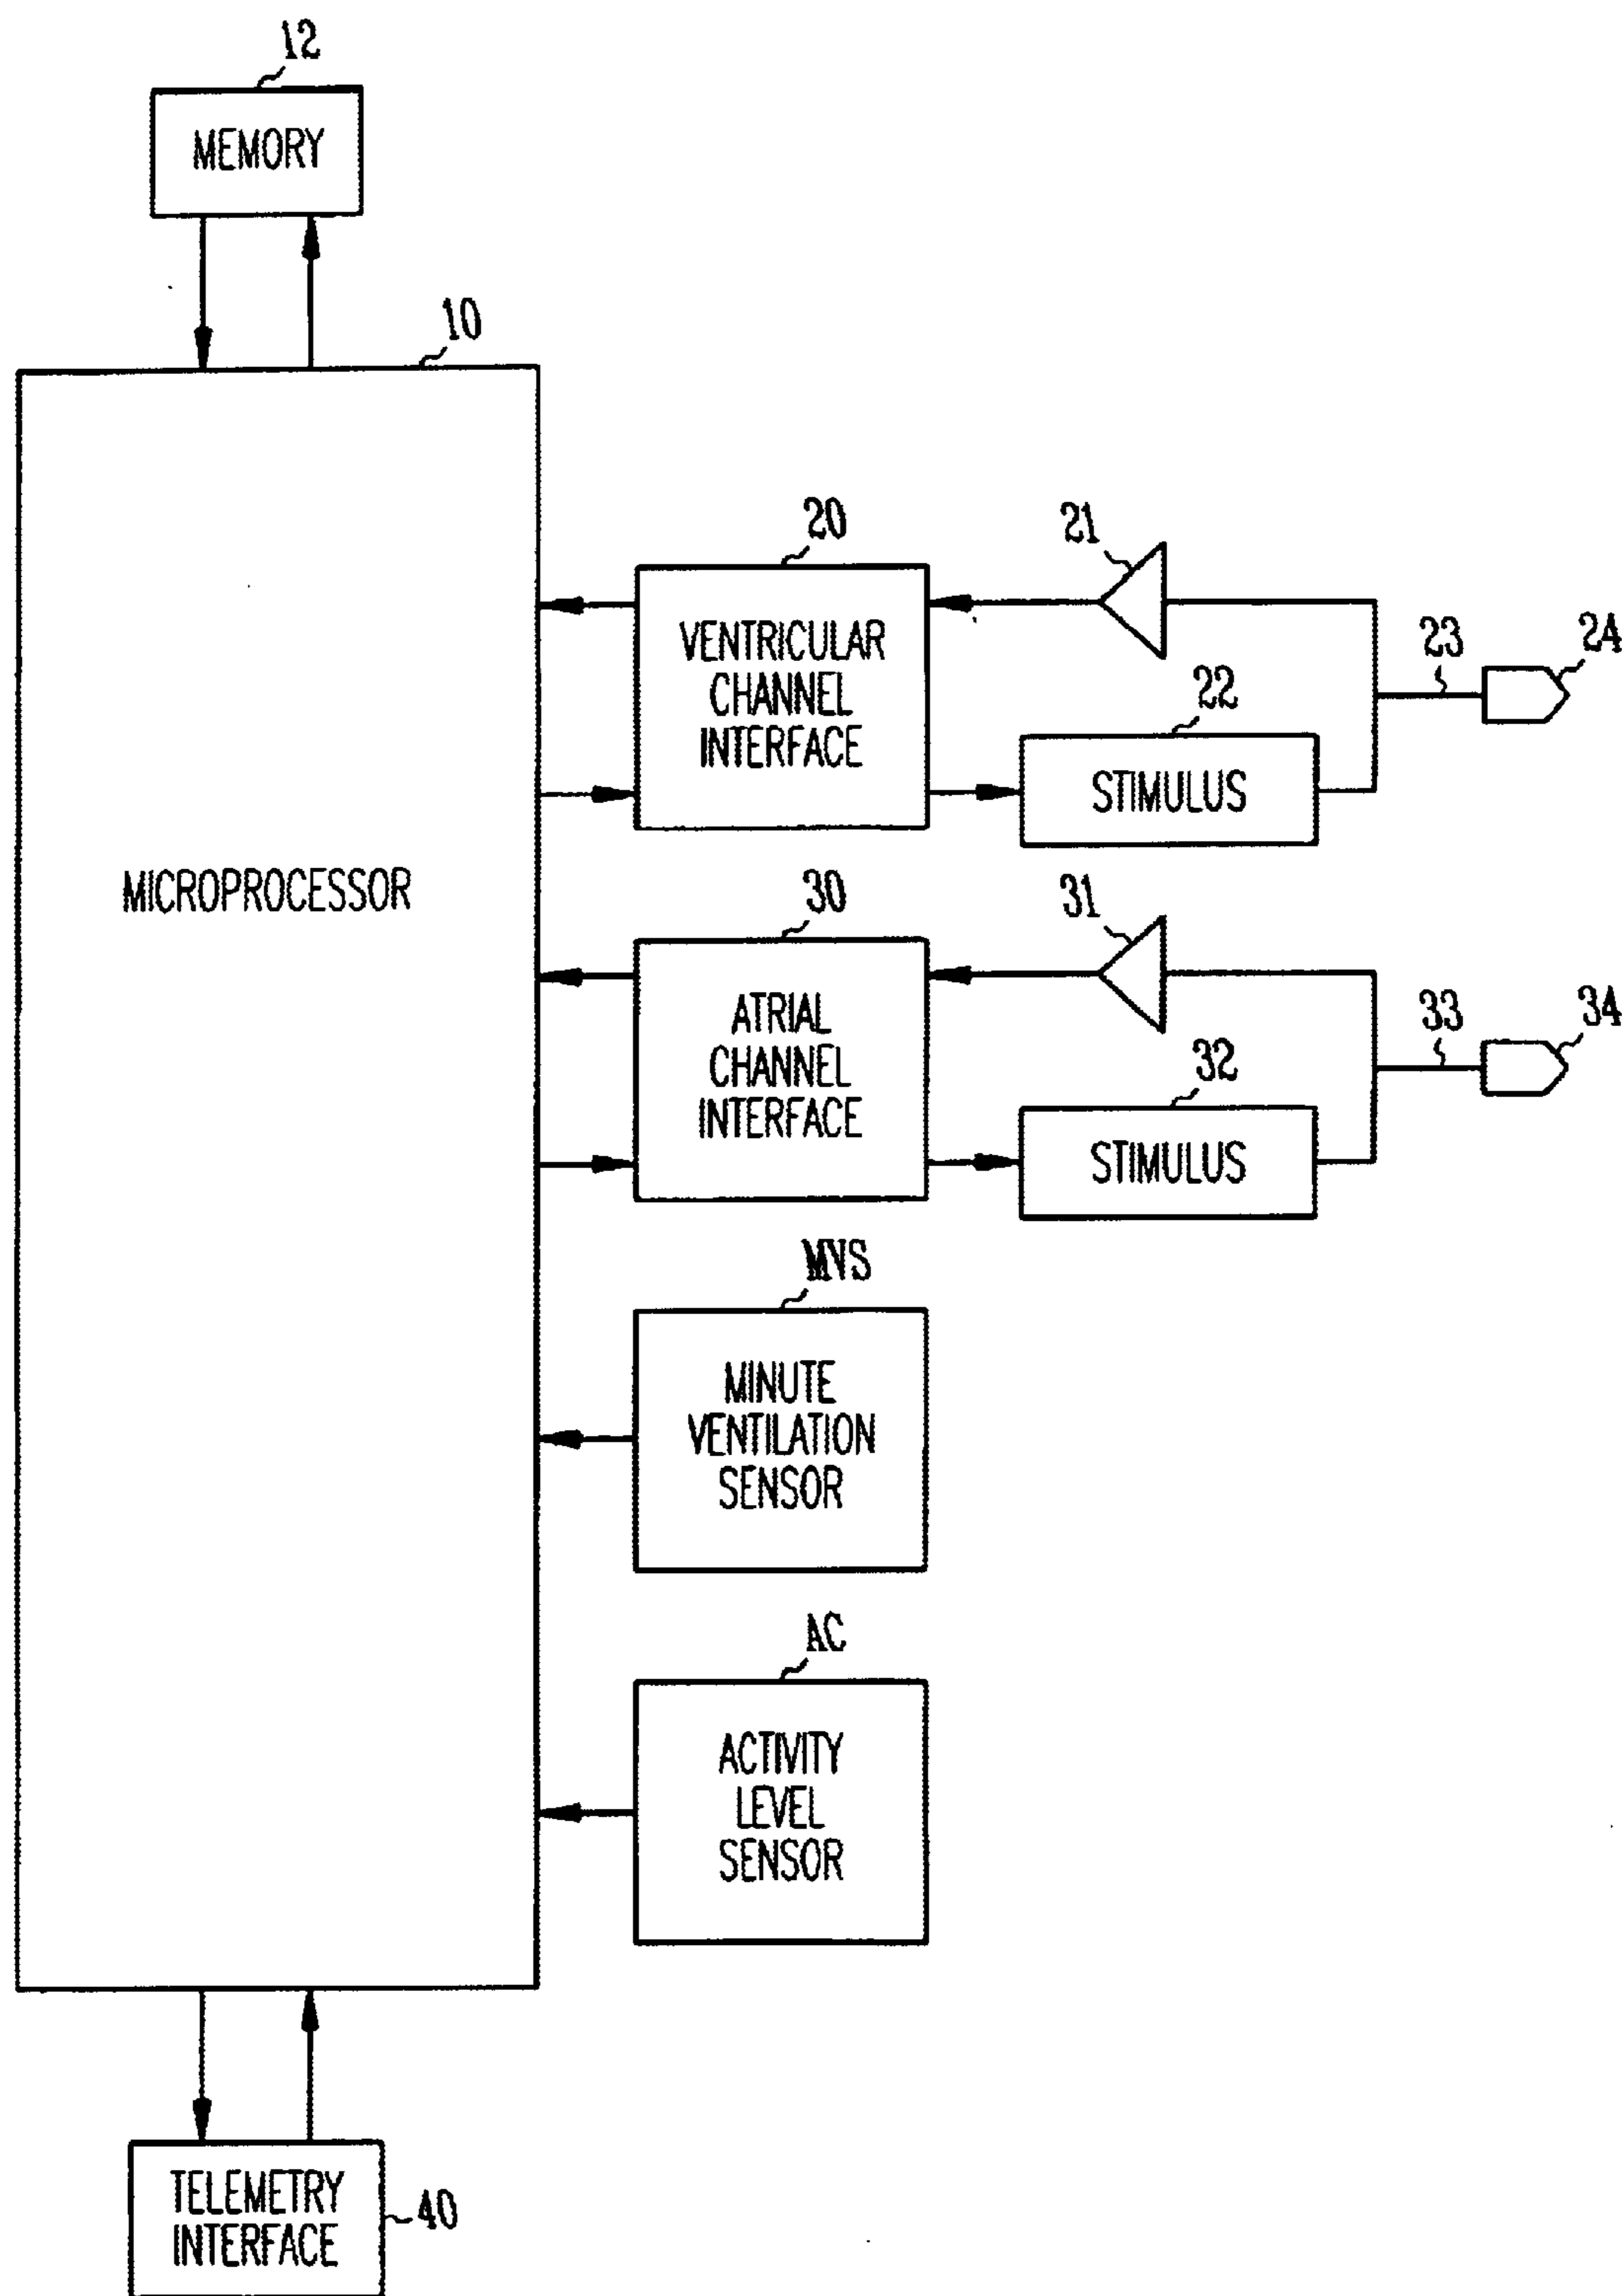 12
MEMORY
10
MICROPROCESSOR
20
VENTRICULAR
CHANNEL
INTERFACE
21
22
STIMULUS
23
24
30
ATRIAL
CHANNEL
INTERFACE
31
32
STIMULUS
33
34
MVS
MINUTE
VENTILATION
SENSOR
AC
ACTIVITY
LEVEL
SENSOR
TELEMETRY
INTERFACE
40